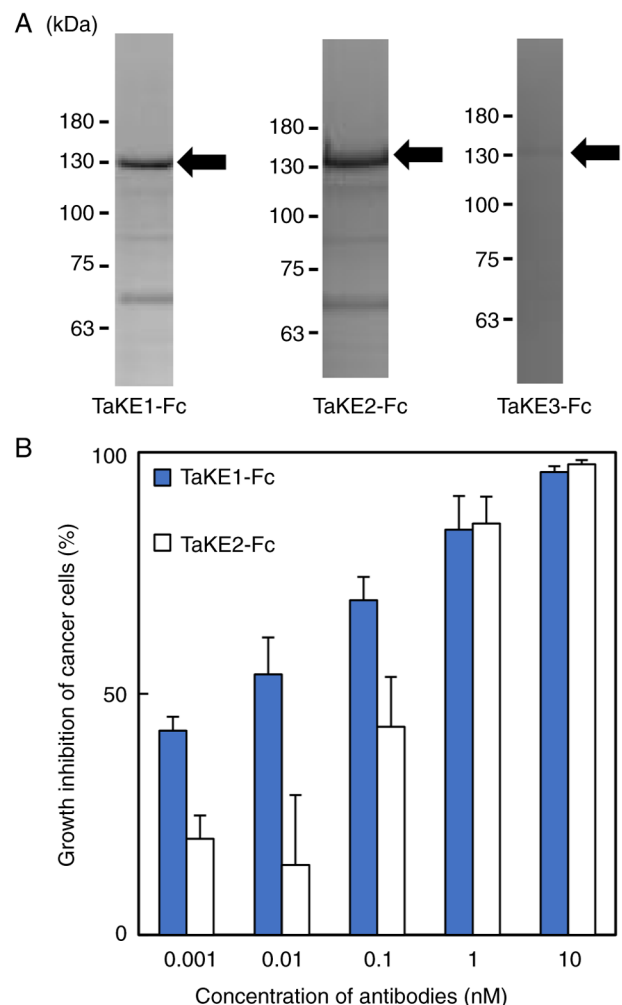 A (kDa)
180
130
100
75
63
TaKE1-Fc
180
130
100
75
63
TaKE2-Fc
180
130
100
75
63
TaKE3-Fc
B
Growth inhibition of cancer cells (%)
100
50
0
TaKE1-Fc
TaKE2-Fc
0.001 0.01 0.1 1 10
Concentration of antibodies (nM)